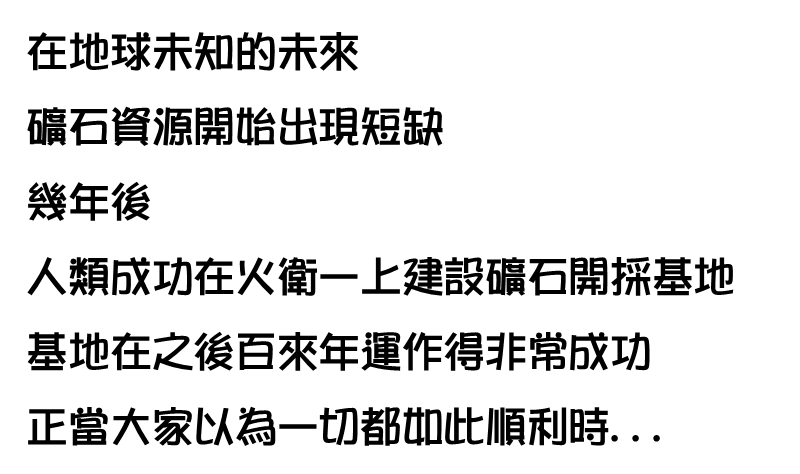 在地球未知的未來
礦石資源開始出現短缺
幾年後
人類成功在火衛一上建設礦石開採基地
基地在之後百來年運作得非常成功
正當大家以為一切都如此順利時...